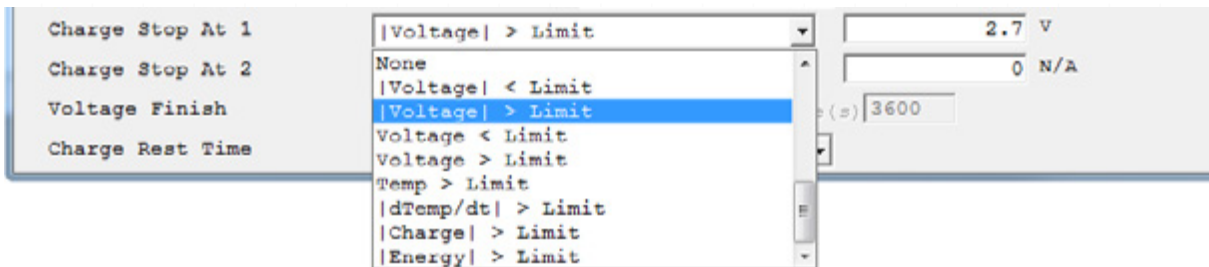 Charge Stop At 1 |Voltage| > Limit 2.7 V
Charge Stop At 2 0 N/A
Voltage Finish (s) 3600
Charge Rest Time
None
|Voltage| < Limit
|Voltage| > Limit
Voltage < Limit
Voltage > Limit
Temp > Limit
|dTemp/dt| > Limit
|Charge| > Limit
|Energy| > Limit